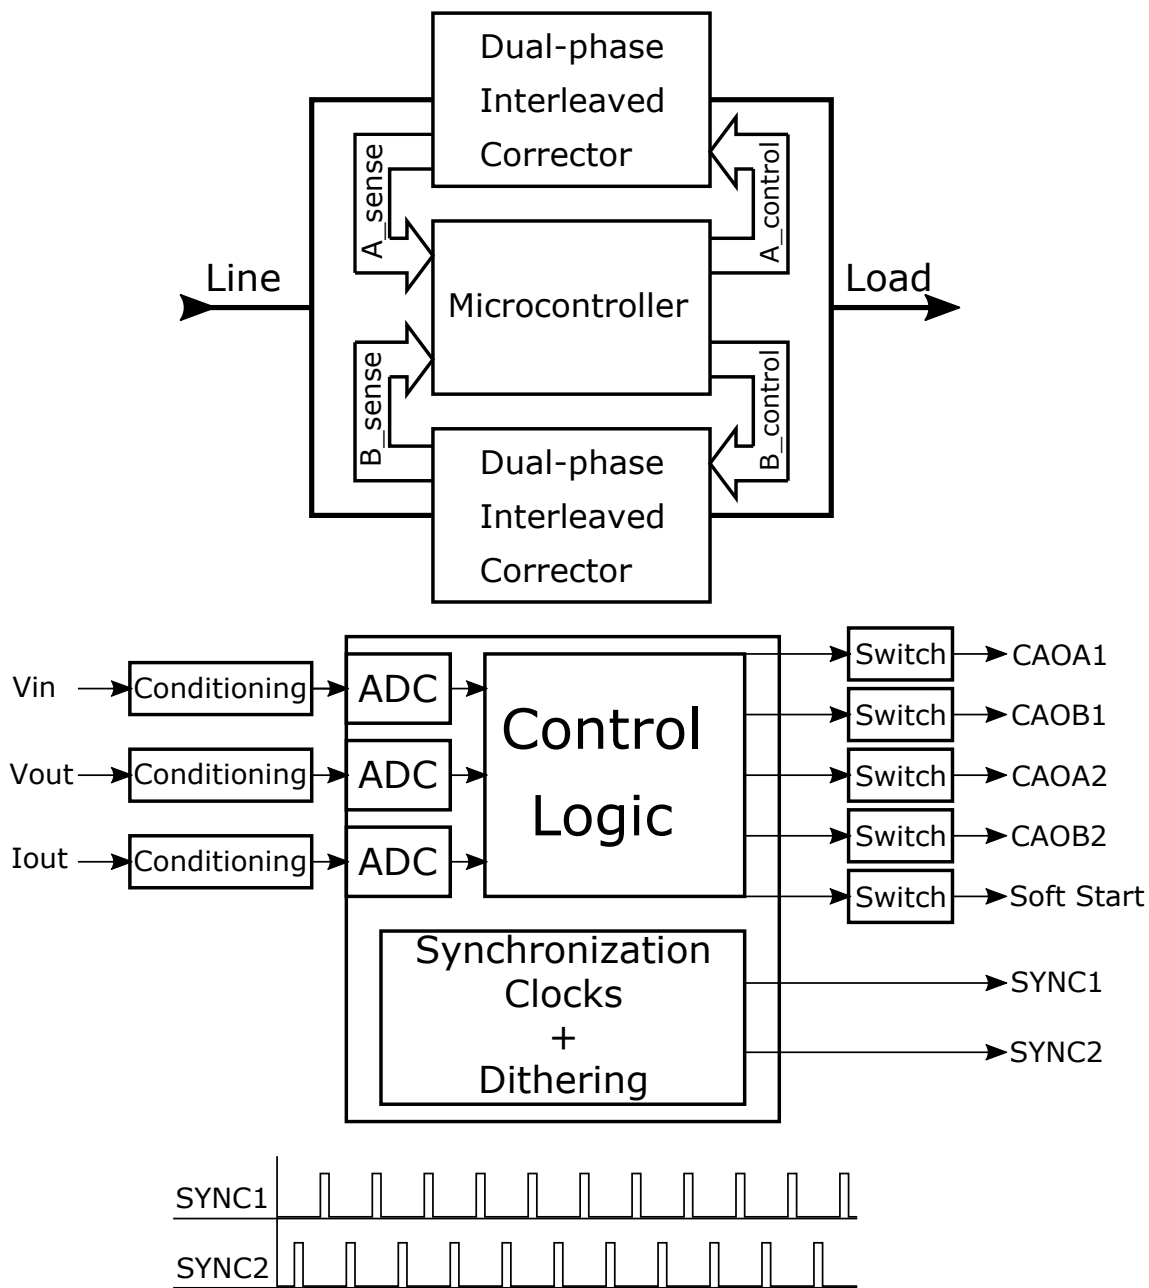 Dual-phase
Interleaved
Corrector
A_sense
A_control
Line
Load
Microcontroller
B_sense
B_control
Dual-phase
Interleaved
Corrector
Vin
Conditioning
ADC
Vout
Conditioning
ADC
Iout
Conditioning
ADC
Control
Logic
Switch
CAOA1
Switch
CAOB1
Switch
CAOA2
Switch
CAOB2
Switch
Soft Start
Synchronization
Clocks
+
Dithering
SYNC1
SYNC2
SYNC1
SYNC2